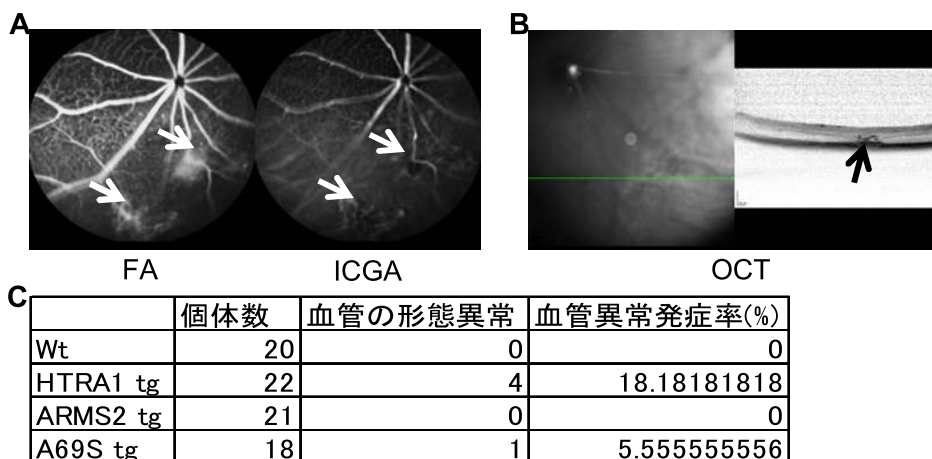 A
B
FA
ICGA
OCT
C
個体数 血管の形態異常 血管異常発症率(%)
Wt 20 0 0
HTRA1 tg 22 4 18.18181818
ARMS2 tg 21 0 0
A69S tg 18 1 5.555555556